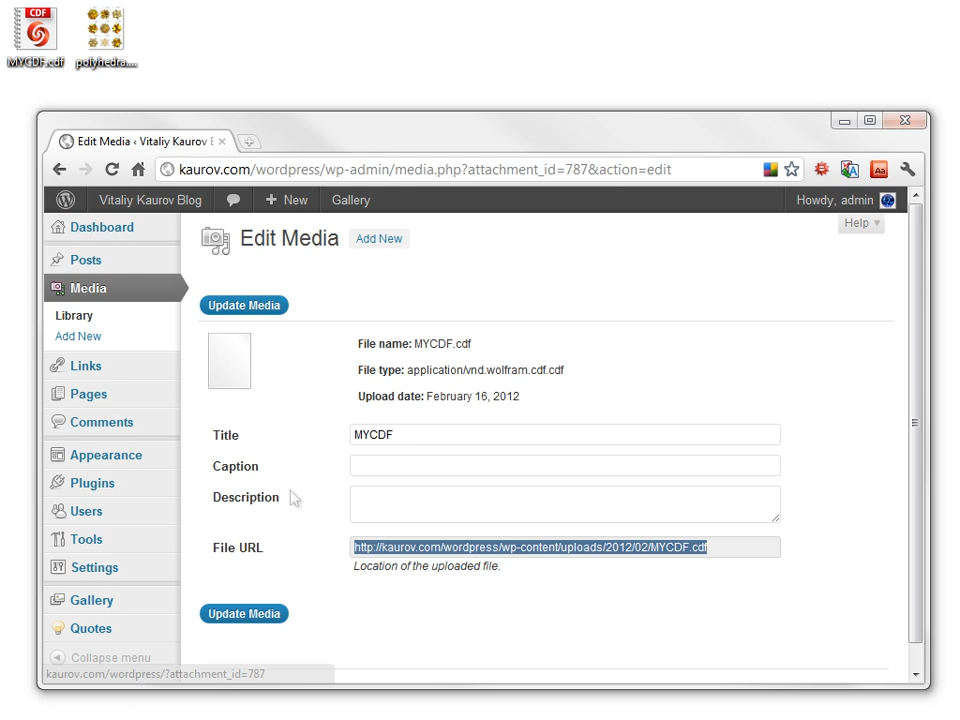 CDF
MYCDF.cdf
polyhedra....
Edit Media ‹ Vitaliy Kaurov B
kaurov.com/wordpress/wp-admin/media.php?attachment_id=787&action=edit
Aa
Vitaliy Kaurov Blog
+ New
Gallery
Howdy, admin
Dashboard
Posts
Media
Library
Add New
Links
Pages
Comments
Appearance
Plugins
Users
Tools
Settings
Gallery
Quotes
Collapse menu
Edit Media
Add New
Help
Update Media
File name: MYCDF.cdf
File type: application/vnd.wolfram.cdf.cdf
Upload date: February 16, 2012
Title
MYCDF
Caption
Description
File URL
http://kaurov.com/wordpress/wp-content/uploads/2012/02/MYCDF.cdf
Location of the uploaded file.
Update Media
kaurov.com/wordpress/?attachment_id=787